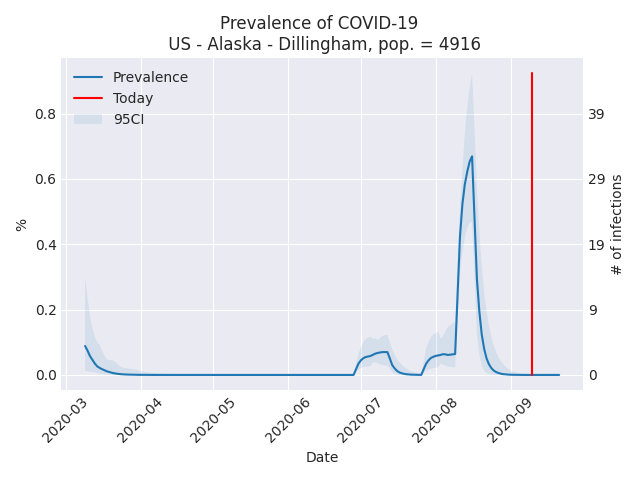 Prevalence of COVID-19
US - Alaska - Dillingham, pop. = 4916
Prevalence
Today
95CI
0.8
0.6
0.4
0.2
0.0
%
39
29
19
9
0
# of infections
2020-03
2020-04
2020-05
2020-06
2020-07
2020-08
2020-09
Date